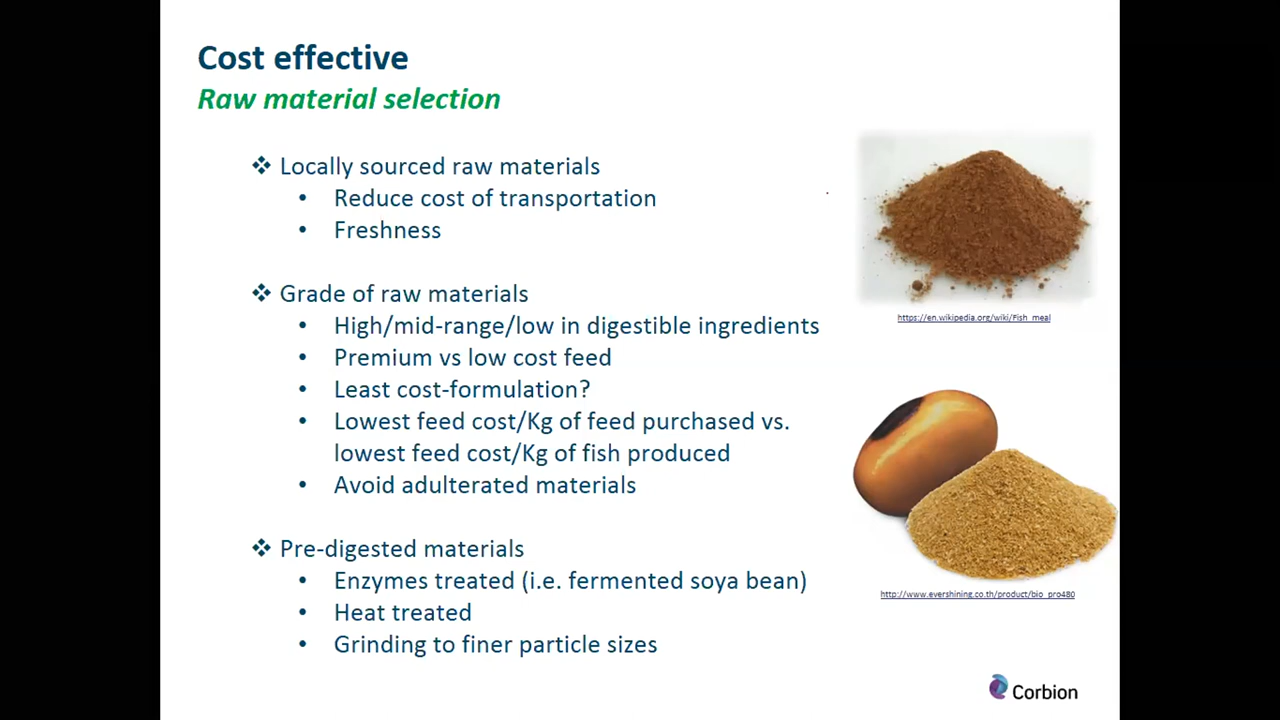 Cost effective
Raw material selection
❖ Locally sourced raw materials
• Reduce cost of transportation
• Freshness
❖ Grade of raw materials
• High/mid-range/low in digestible ingredients
• Premium vs low cost feed
• Least cost-formulation?
• Lowest feed cost/Kg of feed purchased vs.
lowest feed cost/Kg of fish produced
• Avoid adulterated materials
❖ Pre-digested materials
• Enzymes treated (i.e. fermented soya bean)
• Heat treated
• Grinding to finer particle sizes
https://en.wikipedia.org/wiki/Fish_meal
http://www.evershining.co.th/product/bio_pro480
Corbion